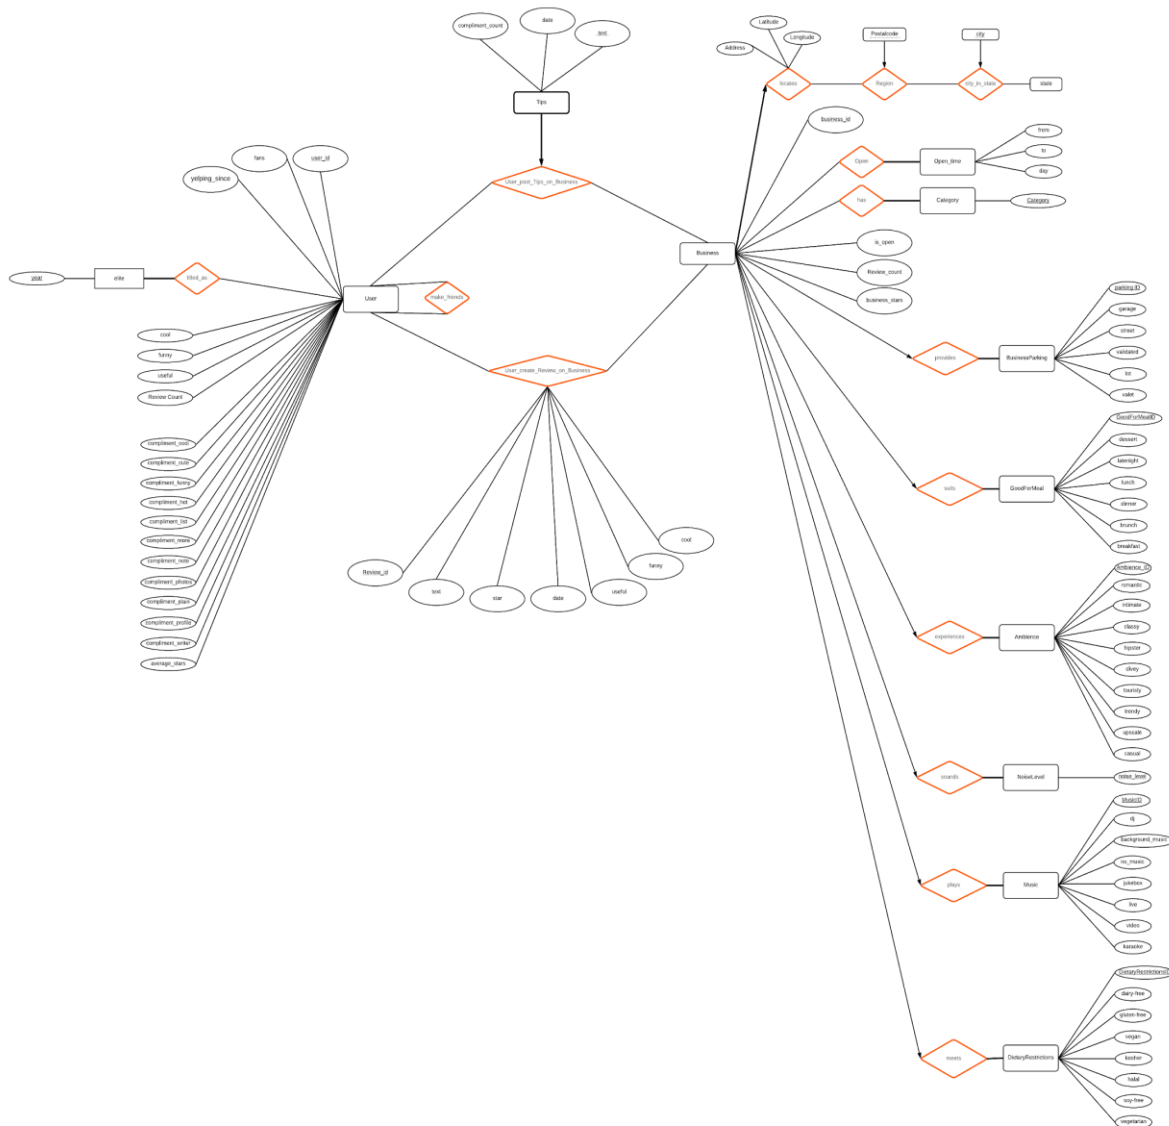 compliment_count
date
text
Tips
Latitude
Longitude
Address
Postalcode
city
locates
Region
city_in_state
state
business_id
from
Open
Open_time
to
day
has
Category
Category
fans
user_id
yelping_since
User_post_Tips_on_Business
is_open
Business
Review_count
business_stars
year
elite
titled_as
User
make_friends
cool
funny
useful
Review Count
User_create_Review_on_Business
parking ID
garage
street
provides
BusinessParking
validated
lot
valet
compliment_cool
compliment_cute
compliment_funny
compliment_hot
compliment_list
compliment_more
compliment_note
compliment_photos
compliment_plain
compliment_profile
compliment_writer
average_stars
GoodForMealID
dessert
latenight
suits
GoodForMeal
lunch
dinner
brunch
breakfast
cool
funny
Review_id
text
star
date
useful
Ambience_ID
romantic
intimate
classy
experiences
Ambience
hipster
divey
touristy
trendy
upscale
casual
sounds
NoiseLevel
noise_level
MusicID
dj
background_music
no_music
plays
Music
jukebox
live
video
karaoke
DietaryRestrictionsID
dairy-free
gluten-free
vegan
meets
DietaryRestrictions
kosher
halal
soy-free
vegetarian